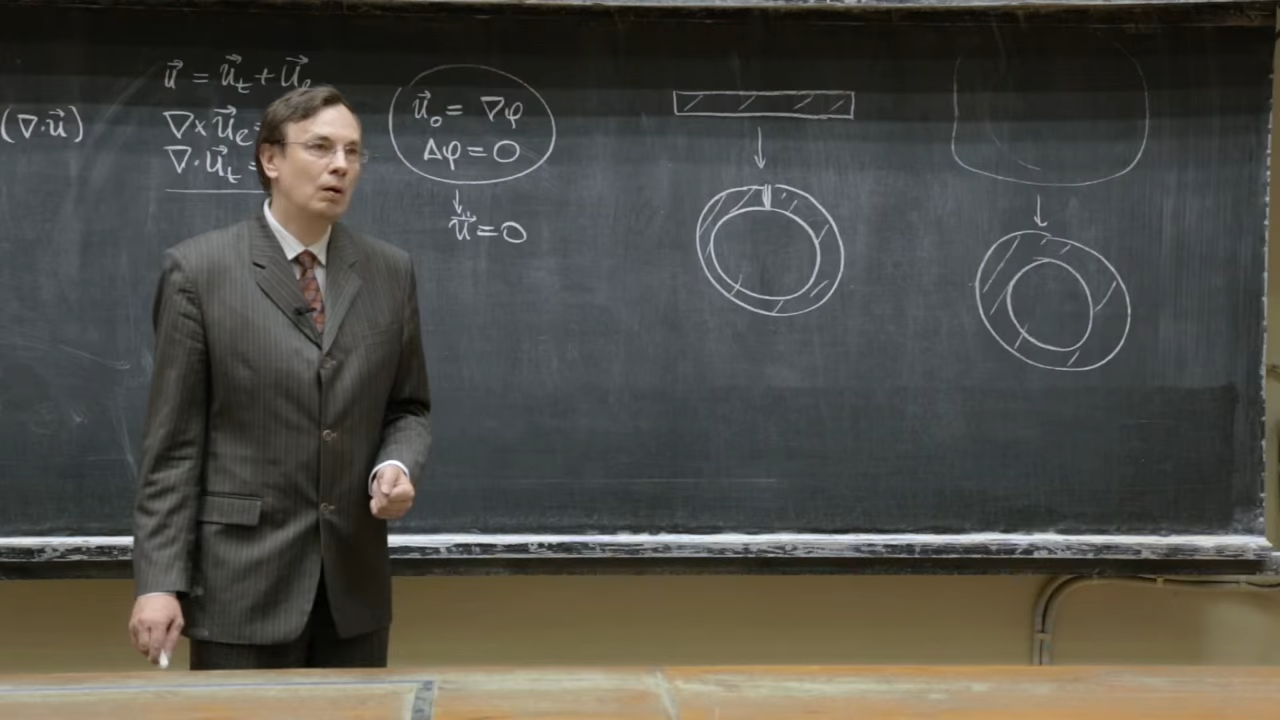 (∇·u⃗)
u⃗ = u⃗ₜ + u⃗ₑ
∇×u⃗ₑ =
∇·u⃗ₜ =
u⃗₀ = ∇φ
Δφ = 0
u⃗ = 0